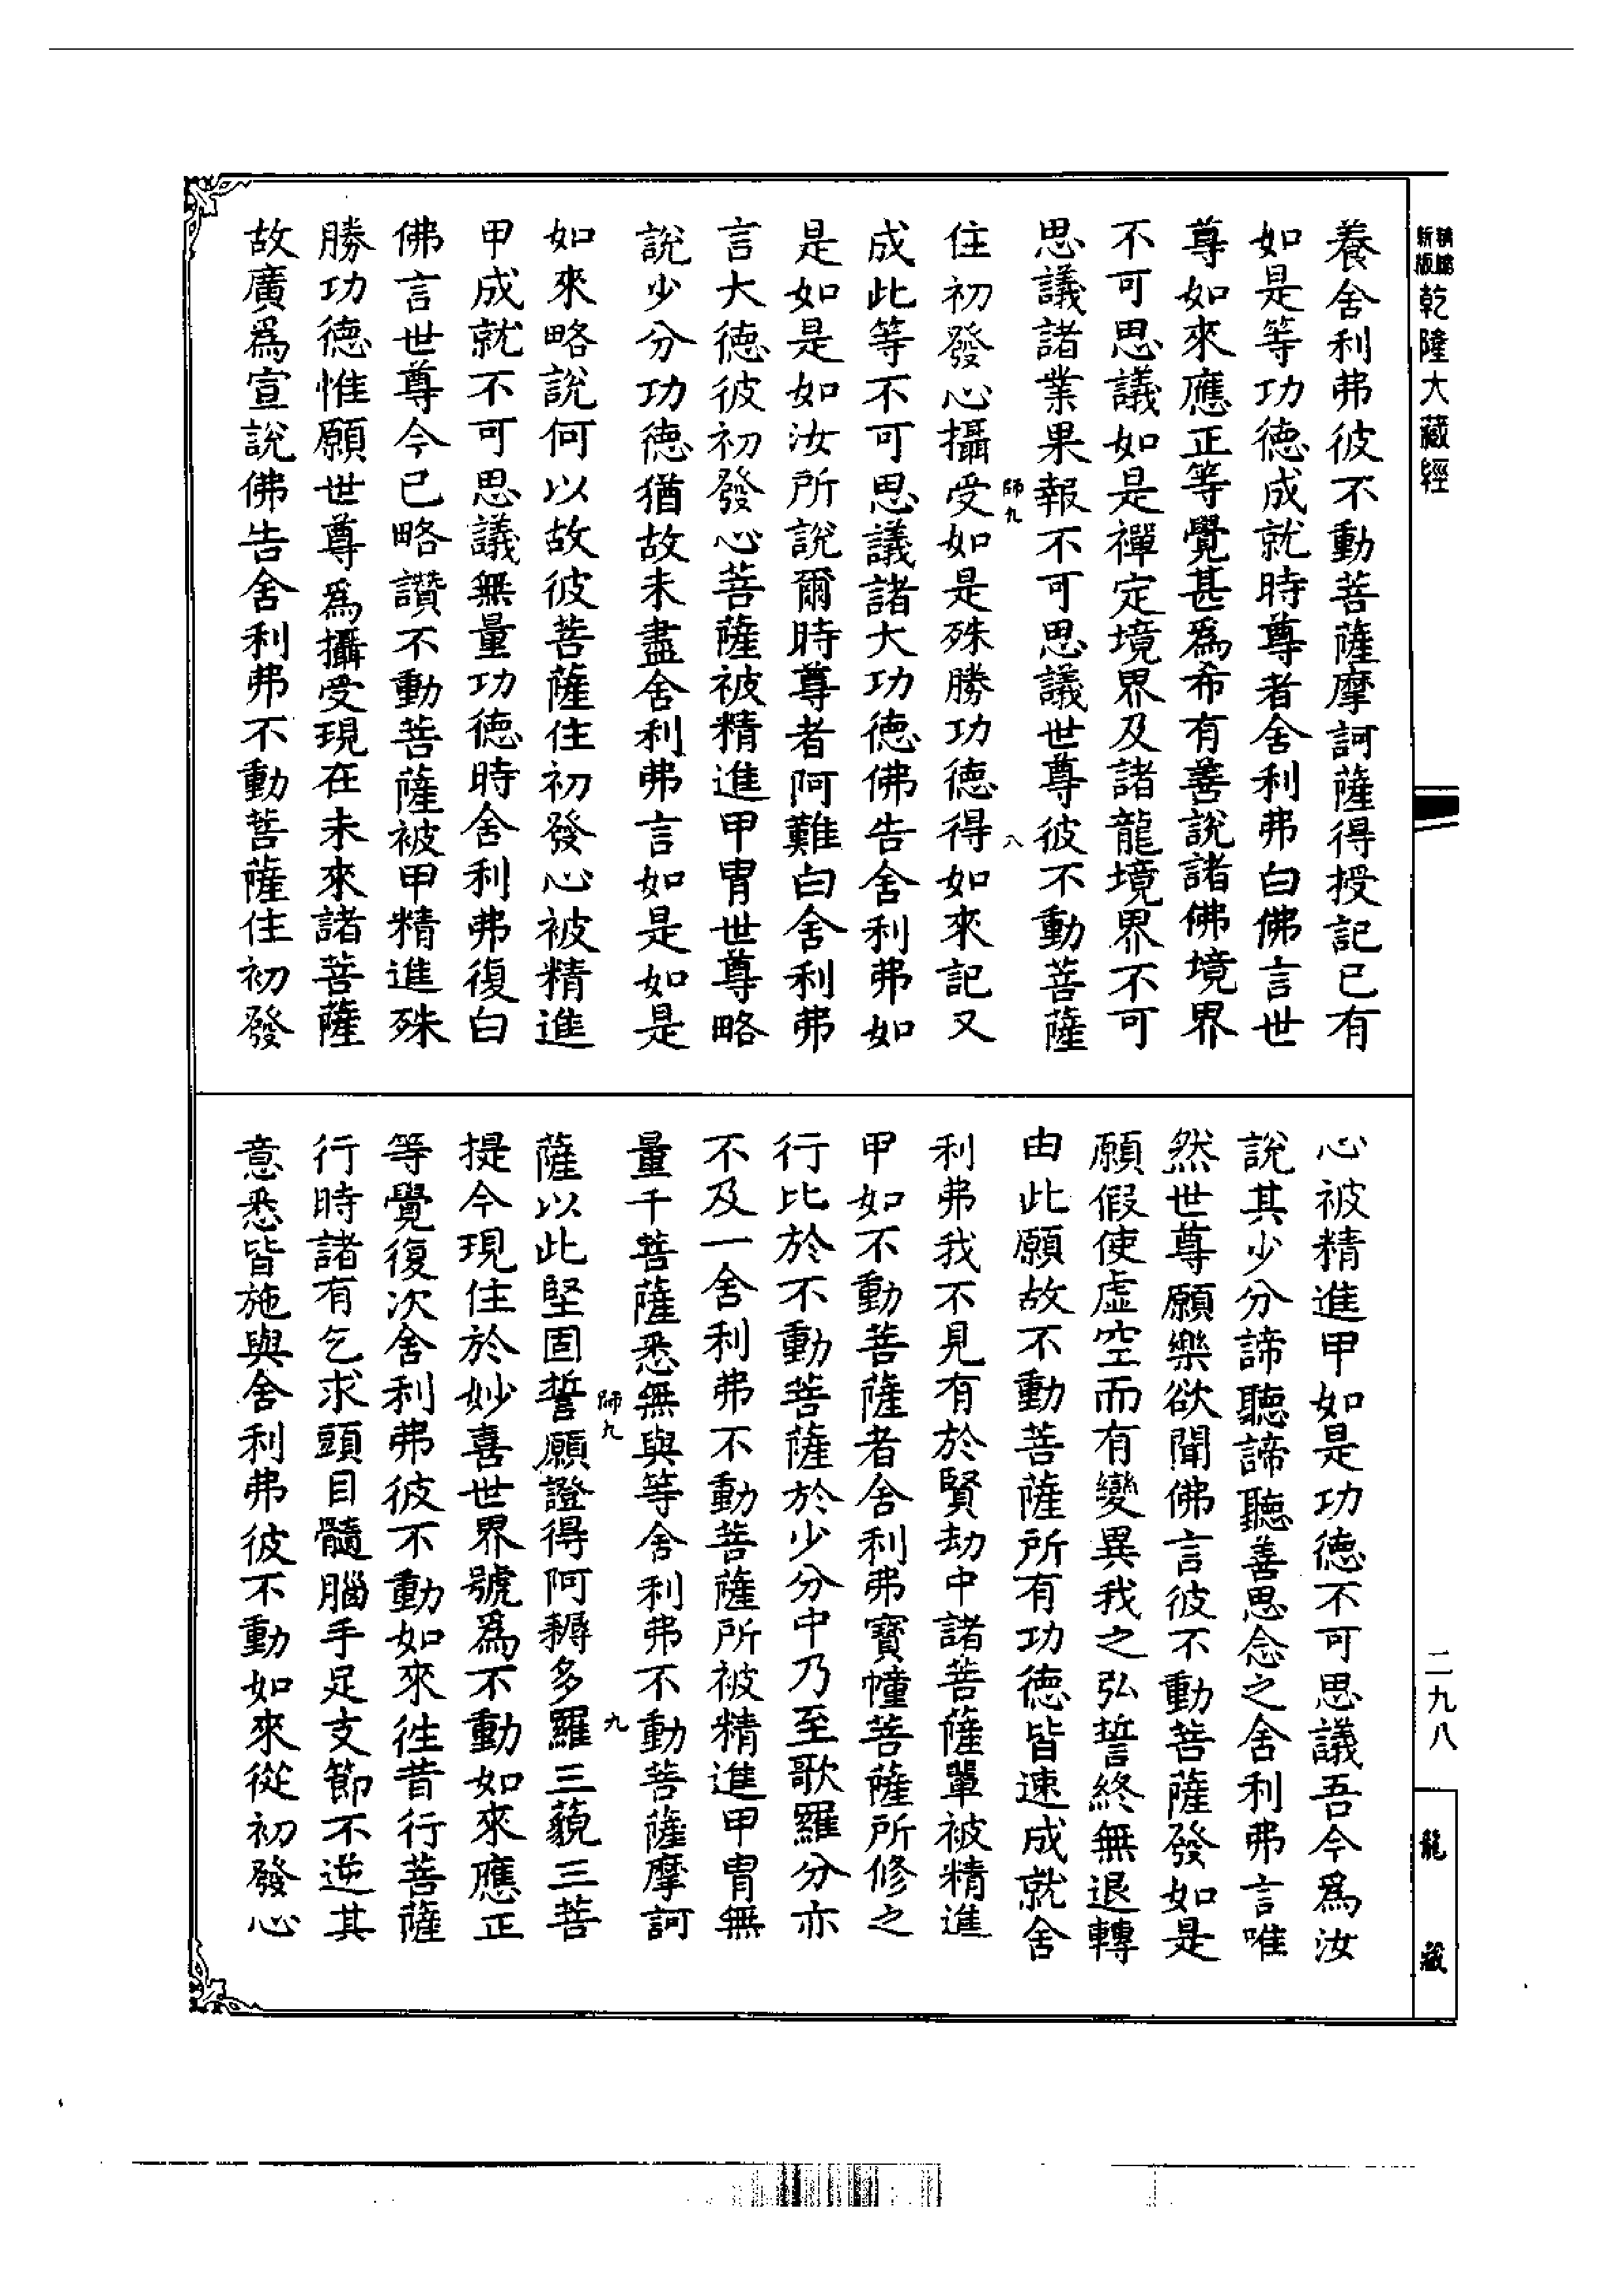 新版
精縮
乾隆大藏經
養舍利弗彼不動菩薩摩訶薩得授記已有
如是等功德成就時尊者舍利弗白佛言世
尊如來應正等覺甚爲希有善說諸佛境界
不可思議如是禪定境界及諸龍境界不可
思議諸業果報不可思議世尊彼不動菩薩
師九
八
住初發心攝受如是殊勝功德得如來記又
成此等不可思議諸大功德佛告舍利弗如
是如是如汝所說爾時尊者阿難白舍利弗
言大德彼初發心菩薩被精進甲冑世尊略
說少分功德猶故未盡舍利弗言如是如是
如來略說何以故彼菩薩住初發心被精進
甲成就不可思議無量功德時舍利弗復白
佛言世尊今已略讚不動菩薩被甲精進殊
勝功德惟願世尊爲攝受現在未來諸菩薩
故廣爲宣說佛告舍利弗不動菩薩住初發
心被精進甲如是功德不可思議吾今爲汝
說其少分諦聽諦聽善思念之舍利弗言唯
然世尊願樂欲聞佛言彼不動菩薩發如是
願假使虛空而有變異我之弘誓終無退轉
由此願故不動菩薩所有功德皆速成就舍
利弗我不見有於賢劫中諸菩薩輩被精進
甲如不動菩薩者舍利弗寶幢菩薩所修之
行比於不動菩薩於少分中乃至歌羅分亦
不及一舍利弗不動菩薩所被精進甲冑無
量千菩薩悉無與等舍利弗不動菩薩摩訶
師九
九
薩以此堅固誓願證得阿耨多羅三藐三菩
提今現住於妙喜世界號爲不動如來應正
等覺復次舍利弗彼不動如來往昔行菩薩
行時諸有乞求頭目髓腦手足支節不逆其
意悉皆施與舍利弗彼不動如來從初發心
二九八
龍藏